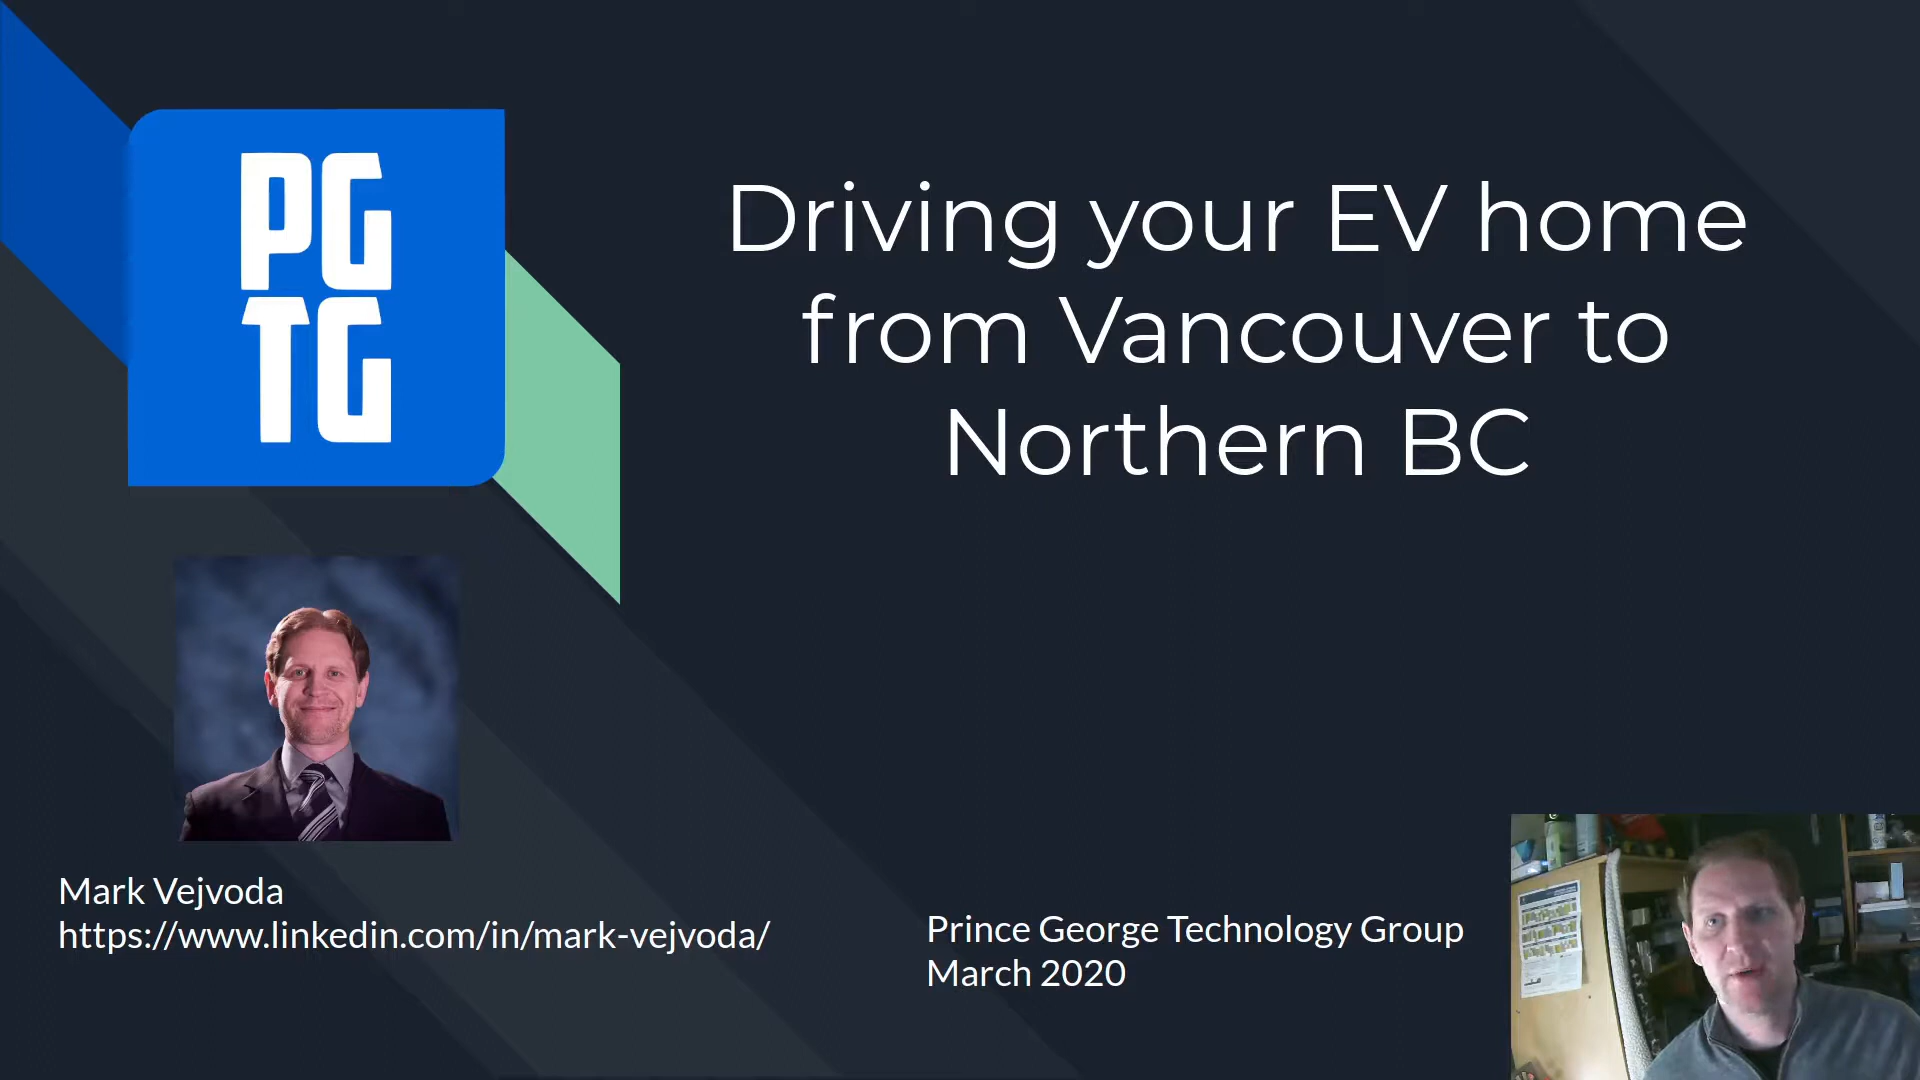 PG
TG
Driving your EV home
from Vancouver to
Northern BC
Mark Vejvoda
https://www.linkedin.com/in/mark-vejvoda/
Prince George Technology Group
March 2020